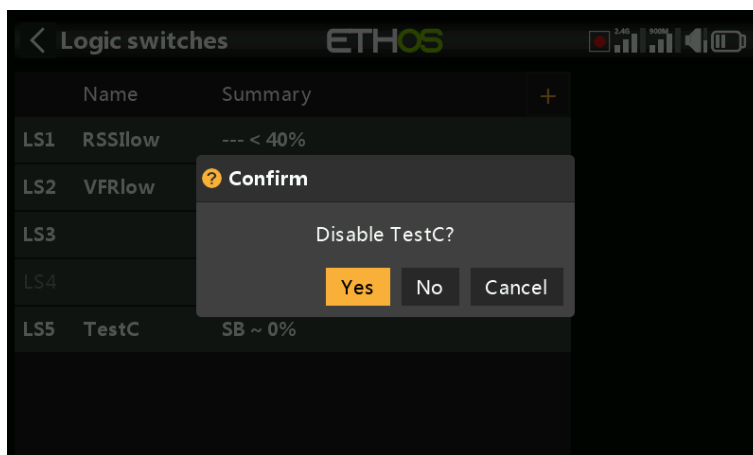 Logic switches
ETHOS
2.4G 900M
Name Summary +
LS1 RSSIlow --- < 40%
LS2 VFRlow
? Confirm
LS3
Disable TestC?
LS4
Yes No Cancel
LS5 TestC SB ~ 0%